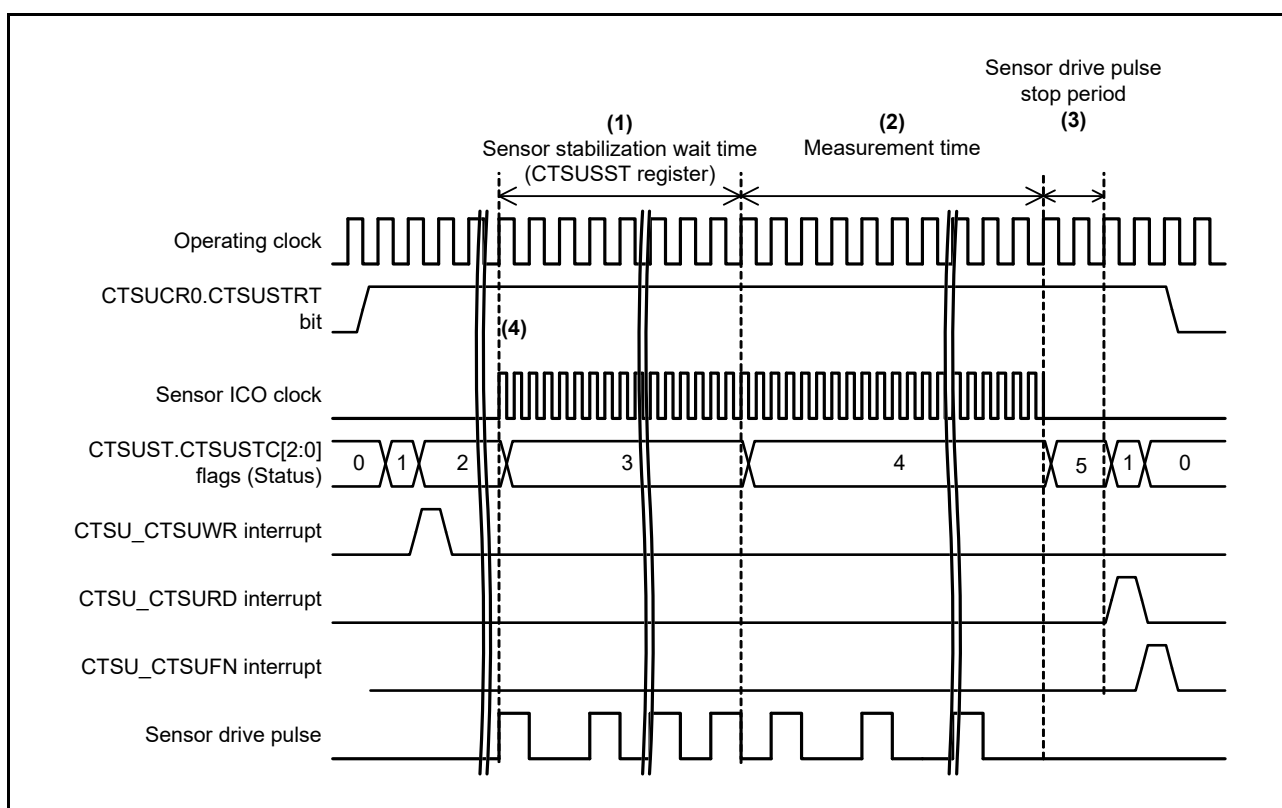 Sensor drive pulse
stop period
(1)
(2)
(3)
Sensor stabilization wait time
(CTSUSST register)
Measurement time
Operating clock
CTSUCR0.CTSUSTRT
bit
(4)
Sensor ICO clock
CTSUST.CTSUSTC[2:0]
flags (Status)
0 1 2 3 4 5 1 0
CTSU_CTSUWR interrupt
CTSU_CTSURD interrupt
CTSU_CTSUFN interrupt
Sensor drive pulse